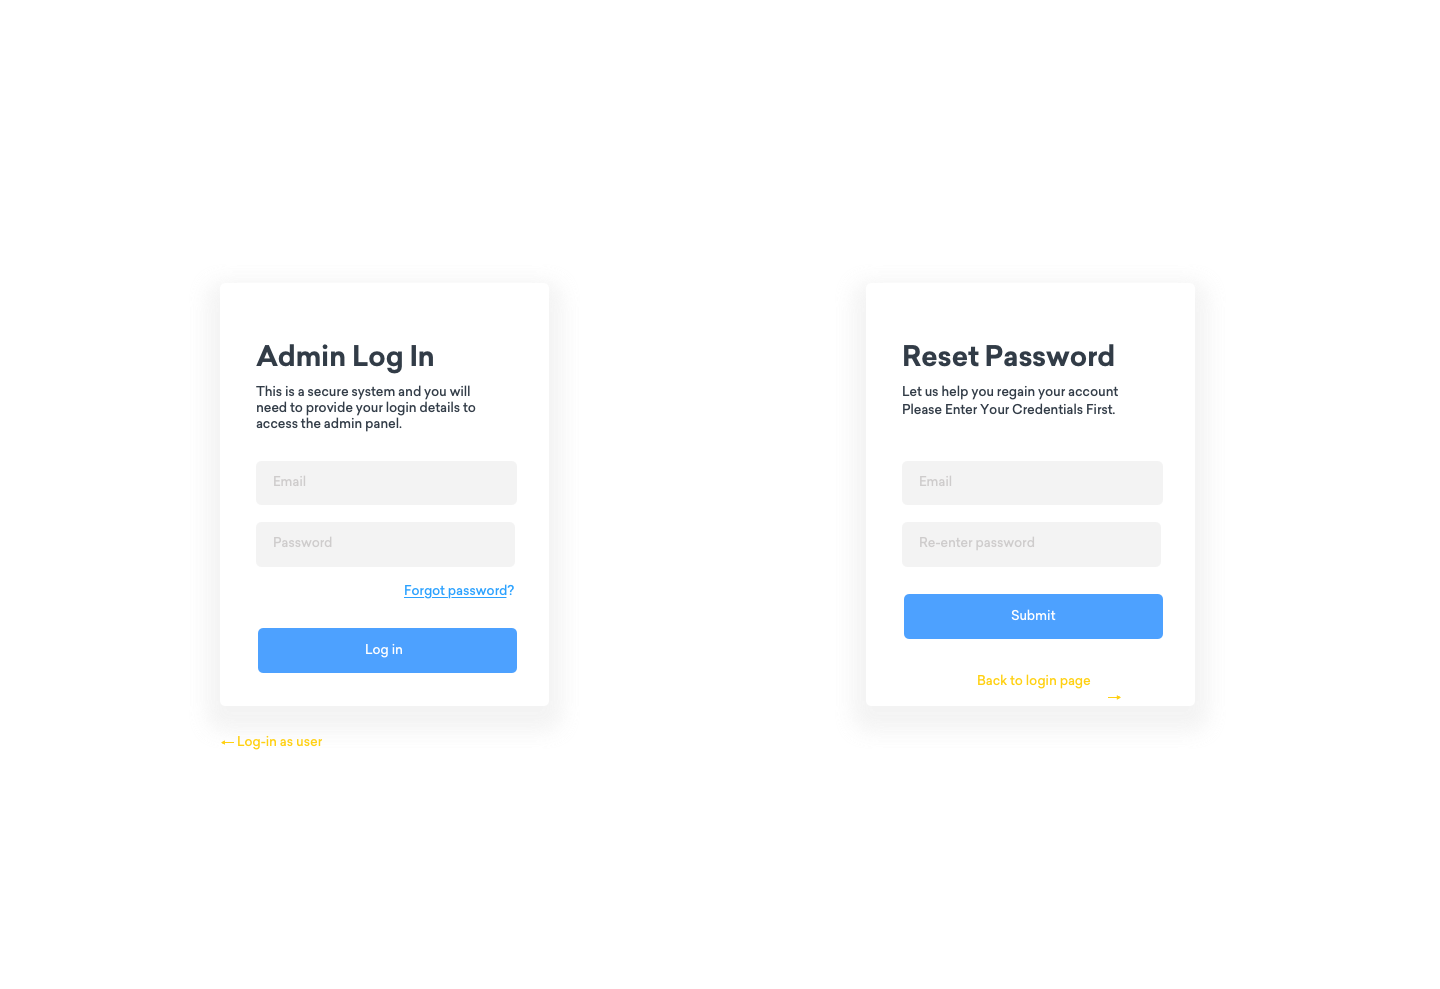 Admin Log In
This is a secure system and you will
need to provide your login details to
access the admin panel.
Email
Password
Forgot password?
Log in
← Log-in as user
Reset Password
Let us help you regain your account
Please Enter Your Credentials First.
Email
Re-enter password
Submit
Back to login page
→